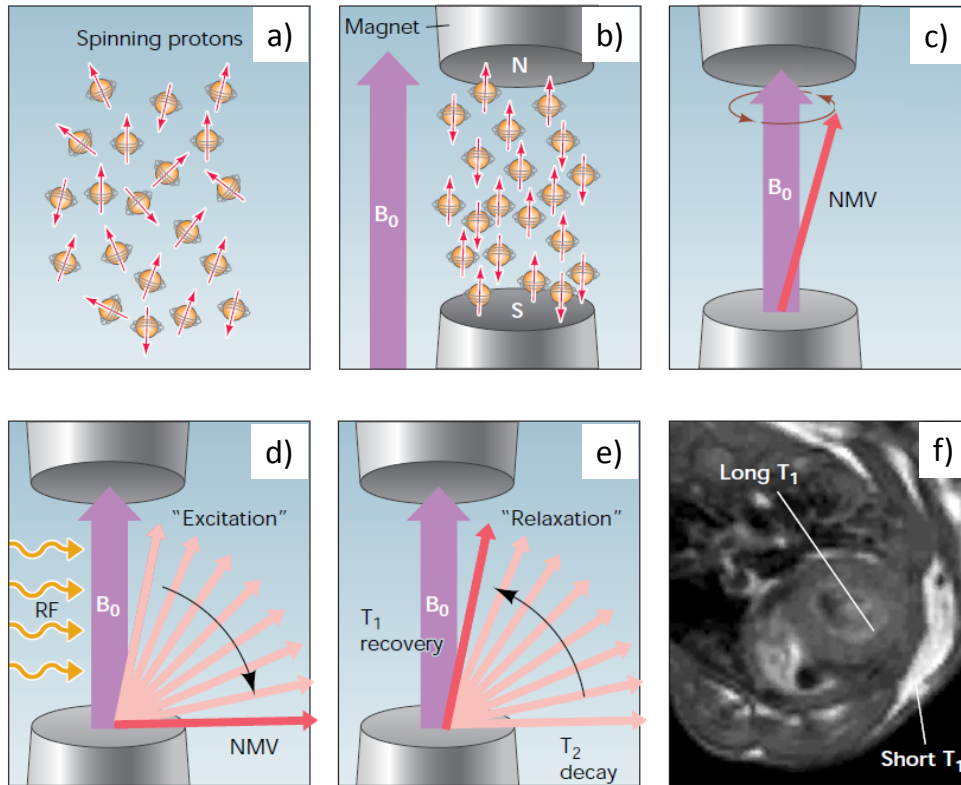 a)
Spinning protons
b)
Magnet
N
B₀
S
c)
B₀
NMV
d)
"Excitation"
RF
B₀
NMV
e)
"Relaxation"
B₀
T₁
recovery
T₂
decay
f)
Long T₁
Short T₁